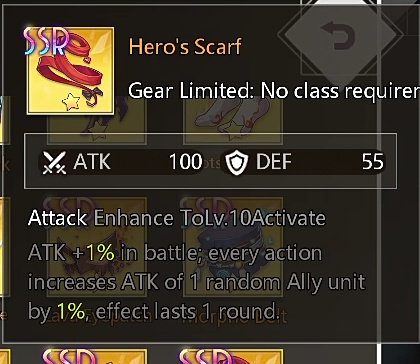 SSR
Hero's Scarf
Gear Limited: No class requirer
ATK 100 DEF 55
Attack Enhance ToLv.10Activate
ATK +1% in battle; every action
increases ATK of 1 random Ally unit
by 1%, effect lasts 1 round.
SSR SSR